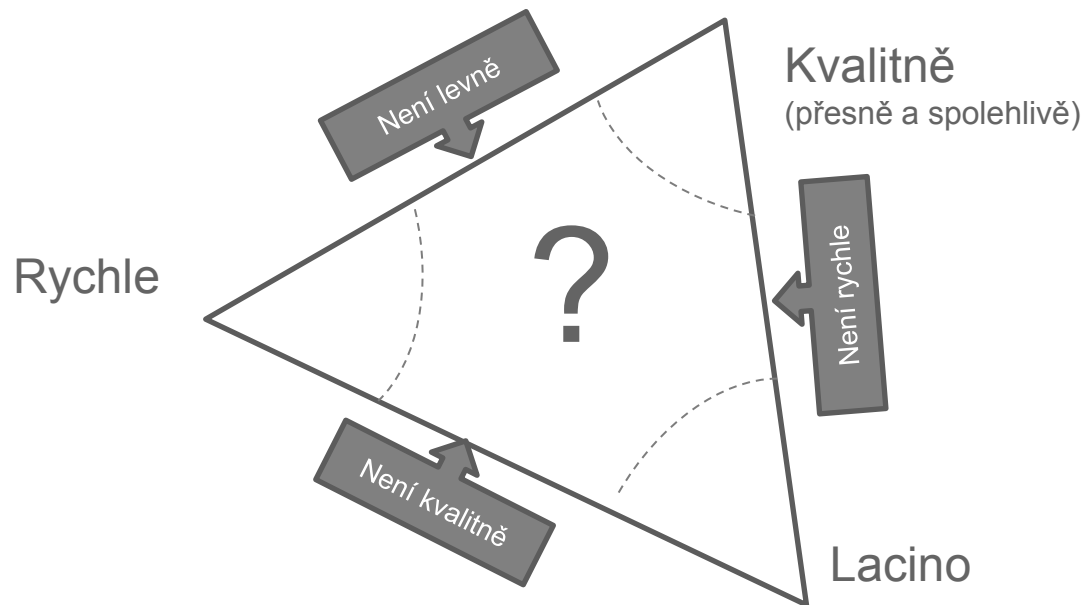 Není levně
Kvalitně
(přesně a spolehlivě)
Rychle
?
Není rychle
Není kvalitně
Lacino